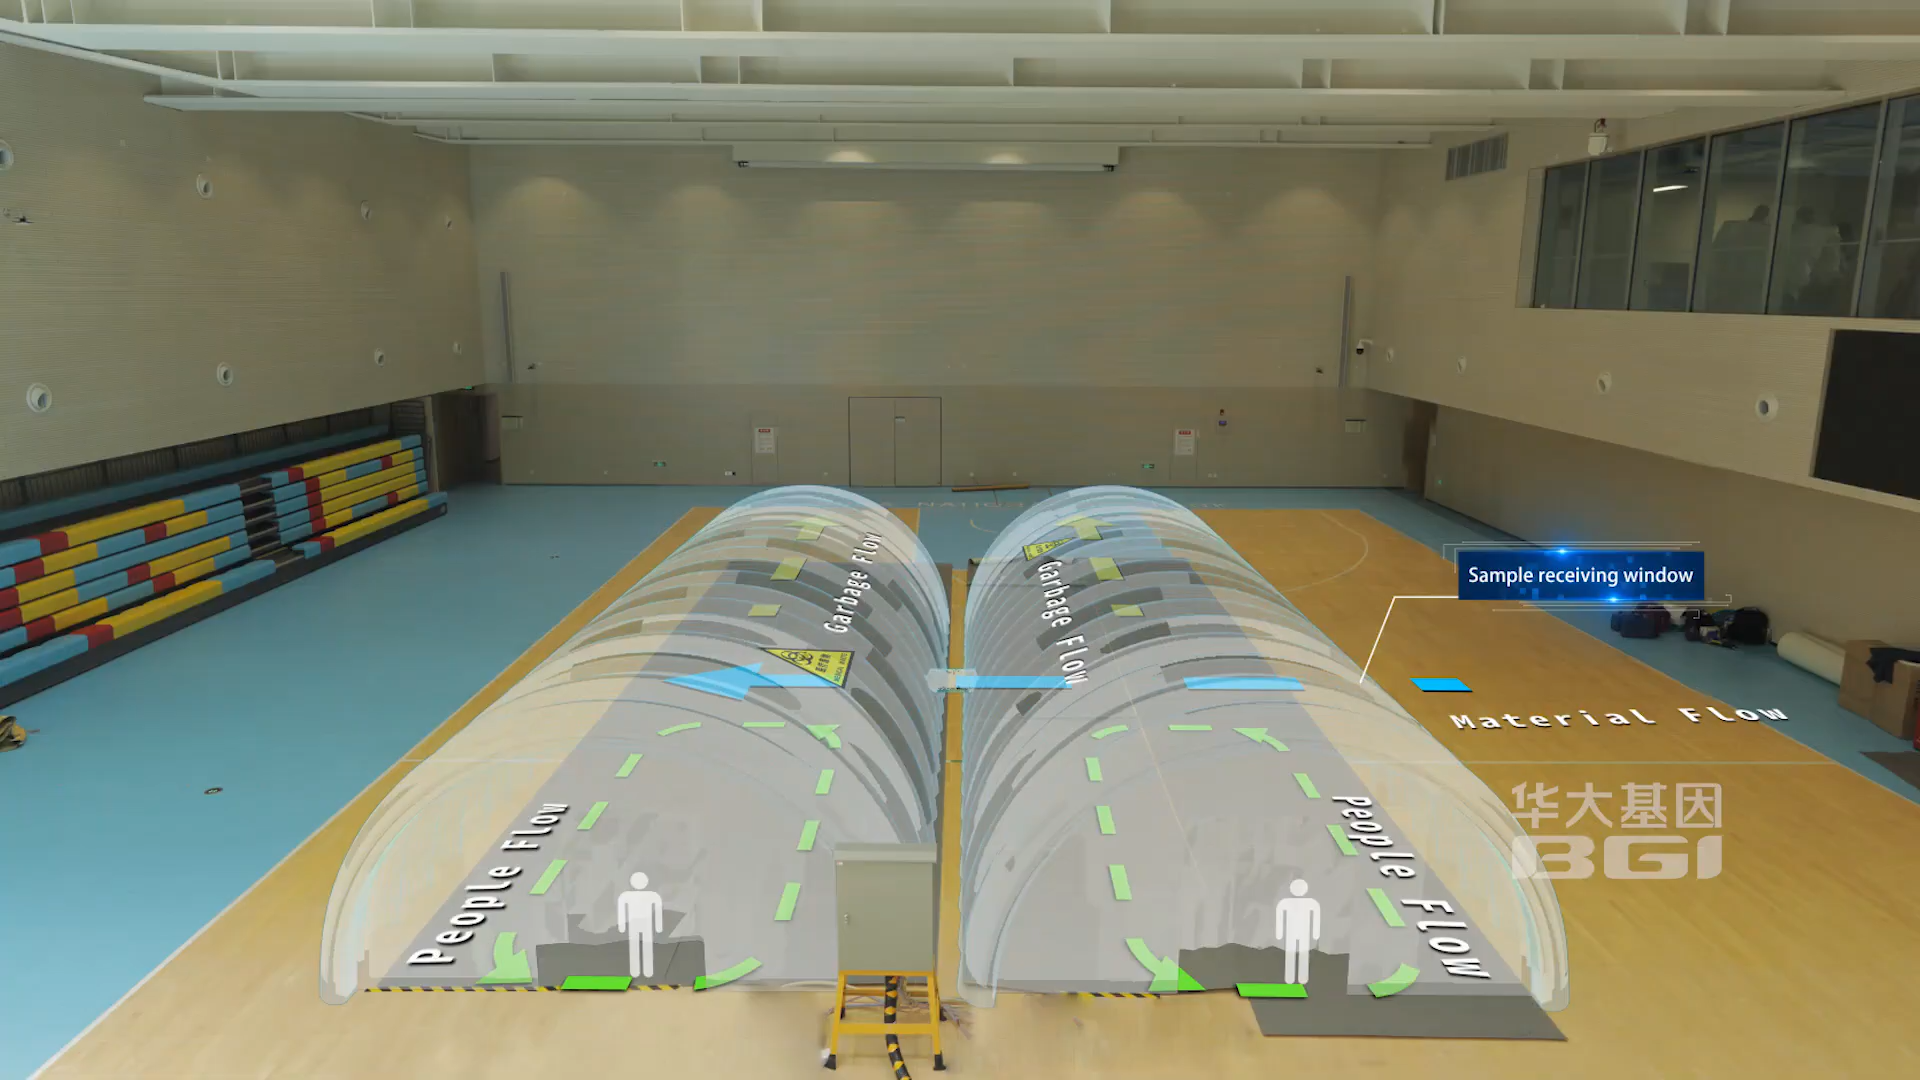 Garbage Flow
Garbage Flow
Sample receiving window
Material Flow
People Flow
People Flow
华大基因
BGI